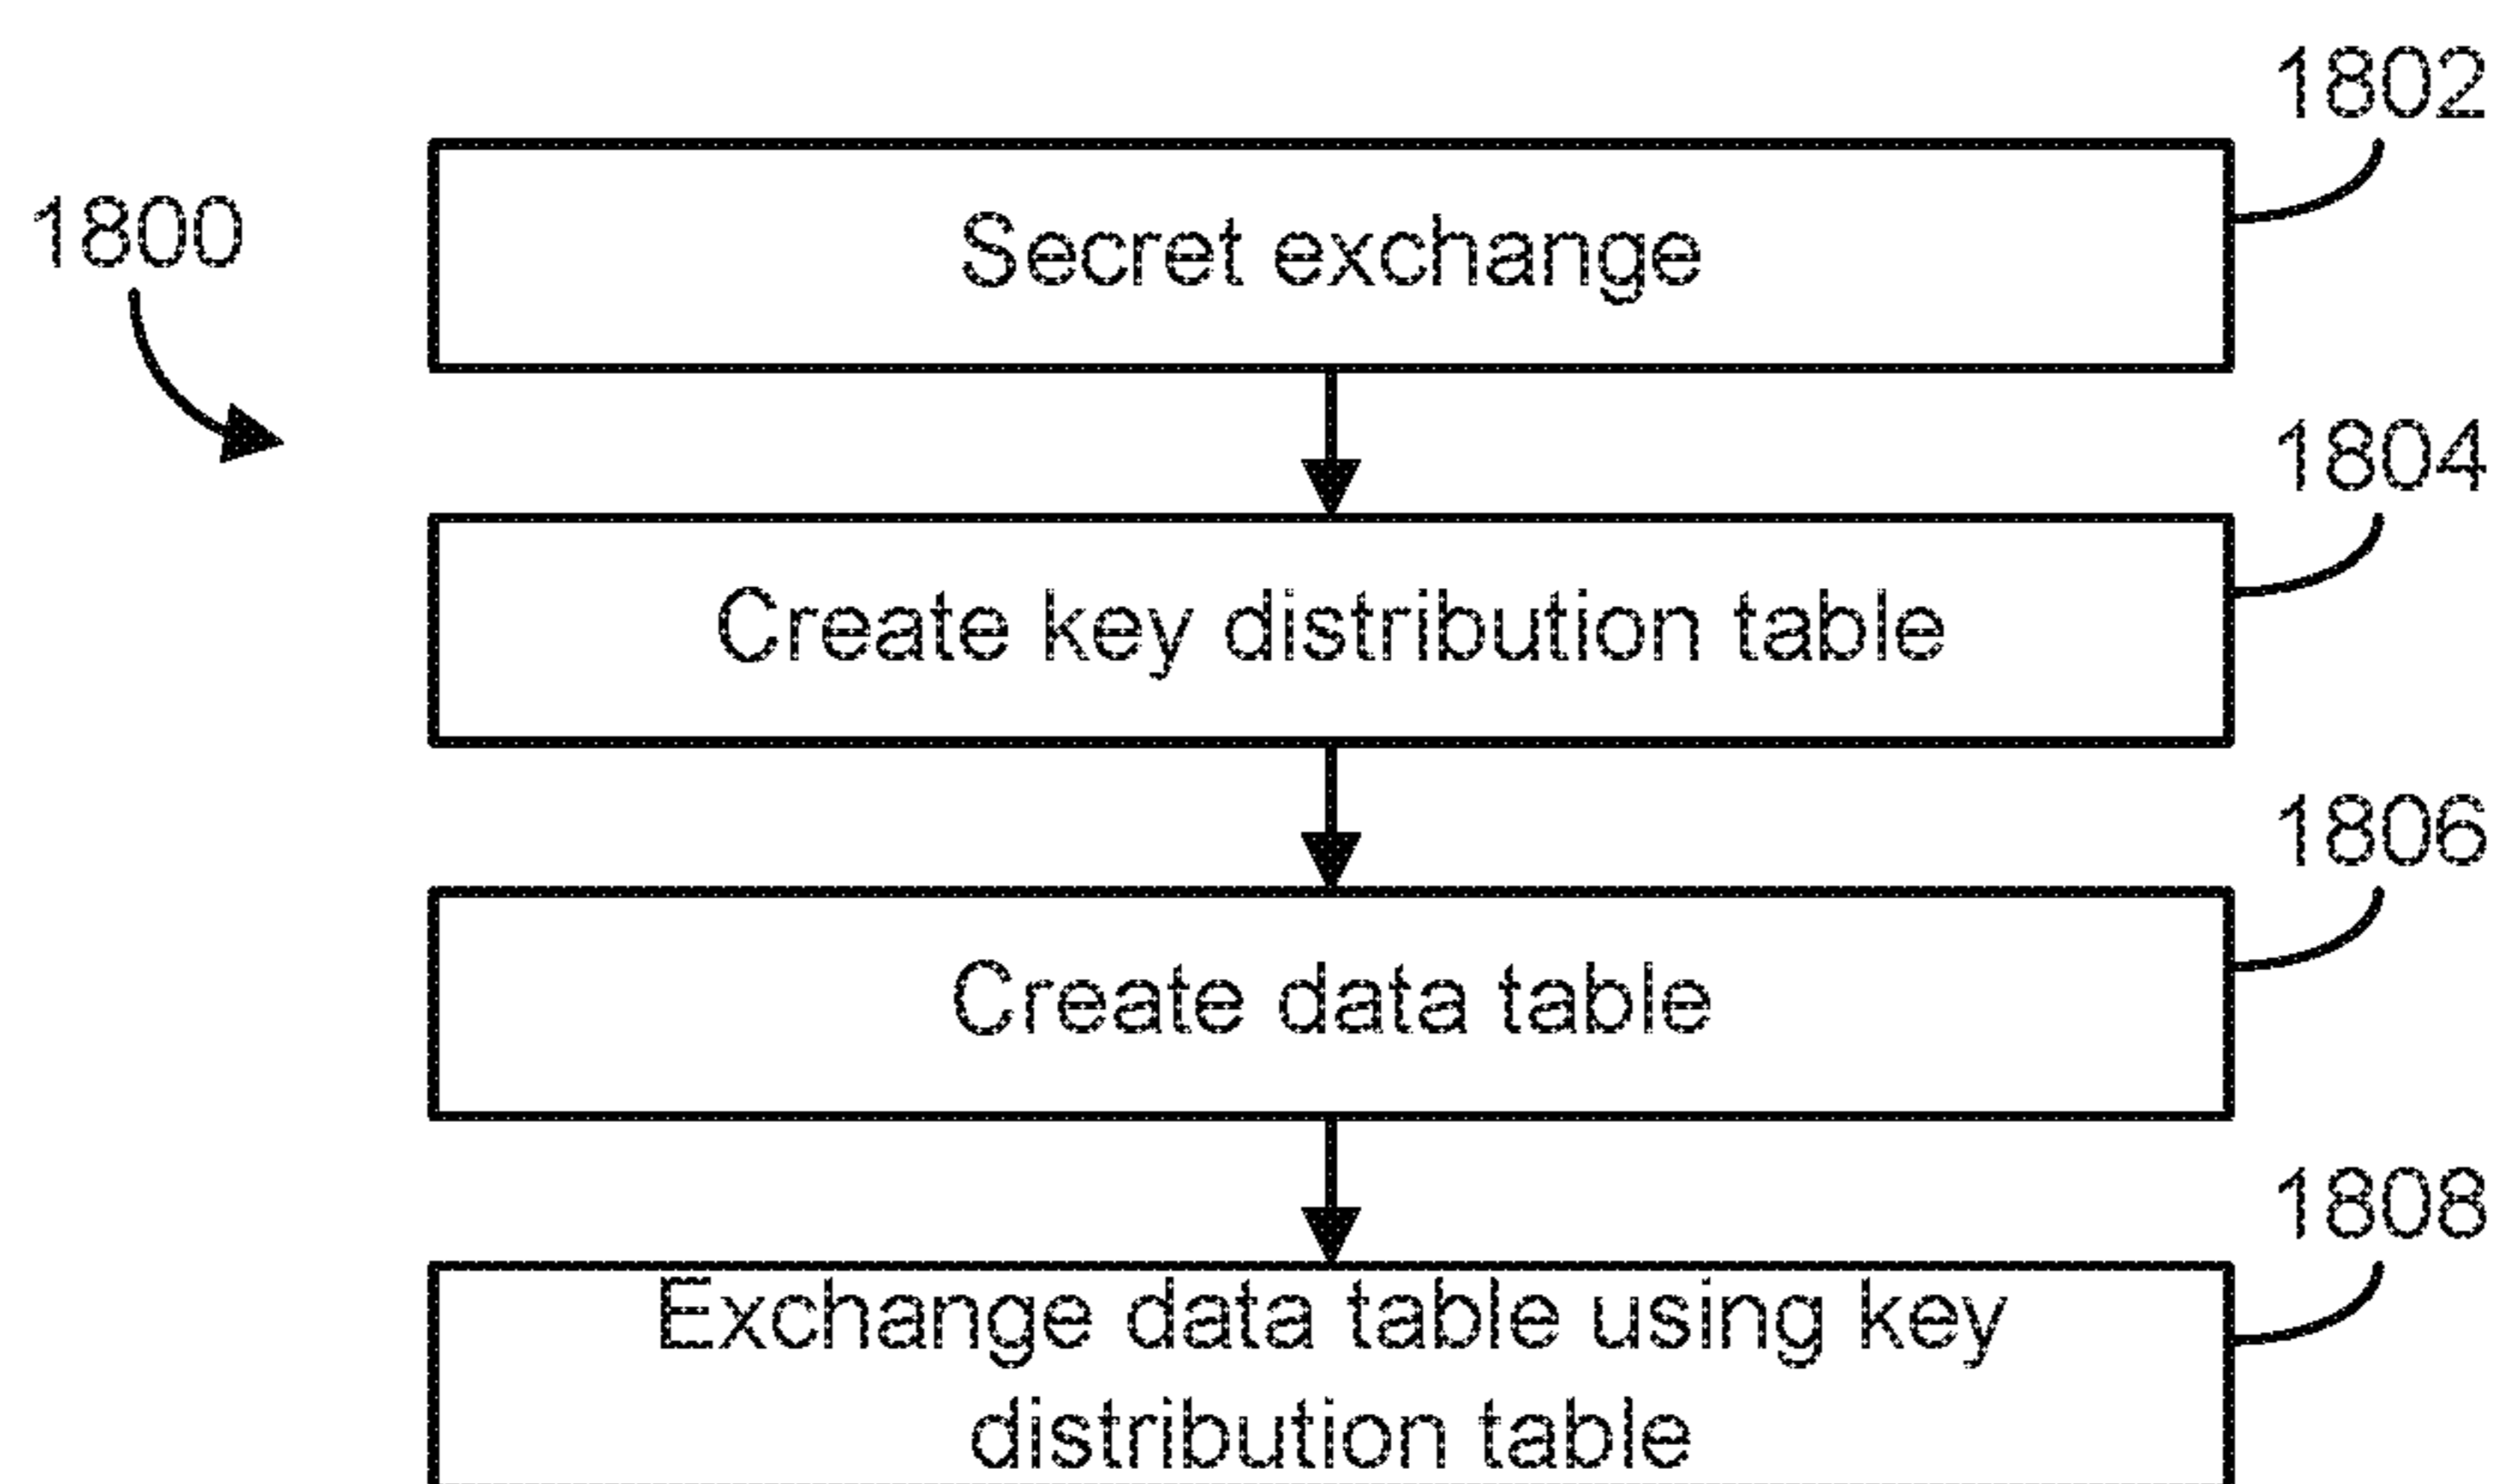 1802
1800
Secret exchange
1804
Create key distribution table
1806
Create data table
1808
Exchange data table using key
distribution table